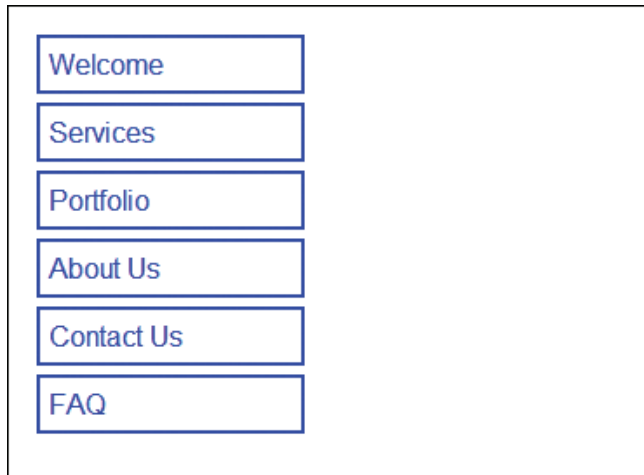 Welcome
Services
Portfolio
About Us
Contact Us
FAQ